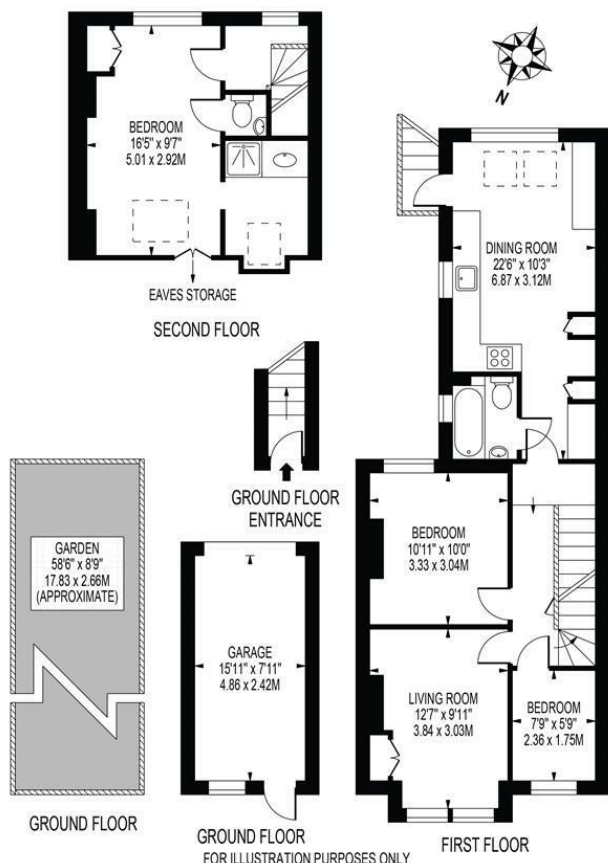 N
BEDROOM
16'5" x 9'7"
5.01 x 2.92M
EAVES STORAGE
SECOND FLOOR
DINING ROOM
22'6" x 10'3"
6.87 x 3.12M
GROUND FLOOR
ENTRANCE
GARDEN
58'6" x 8'9"
17.83 x 2.66M
(APPROXIMATE)
GROUND FLOOR
GARAGE
15'11" x 7'11"
4.86 x 2.42M
GROUND FLOOR
BEDROOM
10'11" x 10'0"
3.33 x 3.04M
LIVING ROOM
12'7" x 9'11"
3.84 x 3.03M
BEDROOM
7'9" x 5'9"
2.36 x 1.75M
FIRST FLOOR
FOR ILLUSTRATION PURPOSES ONLY